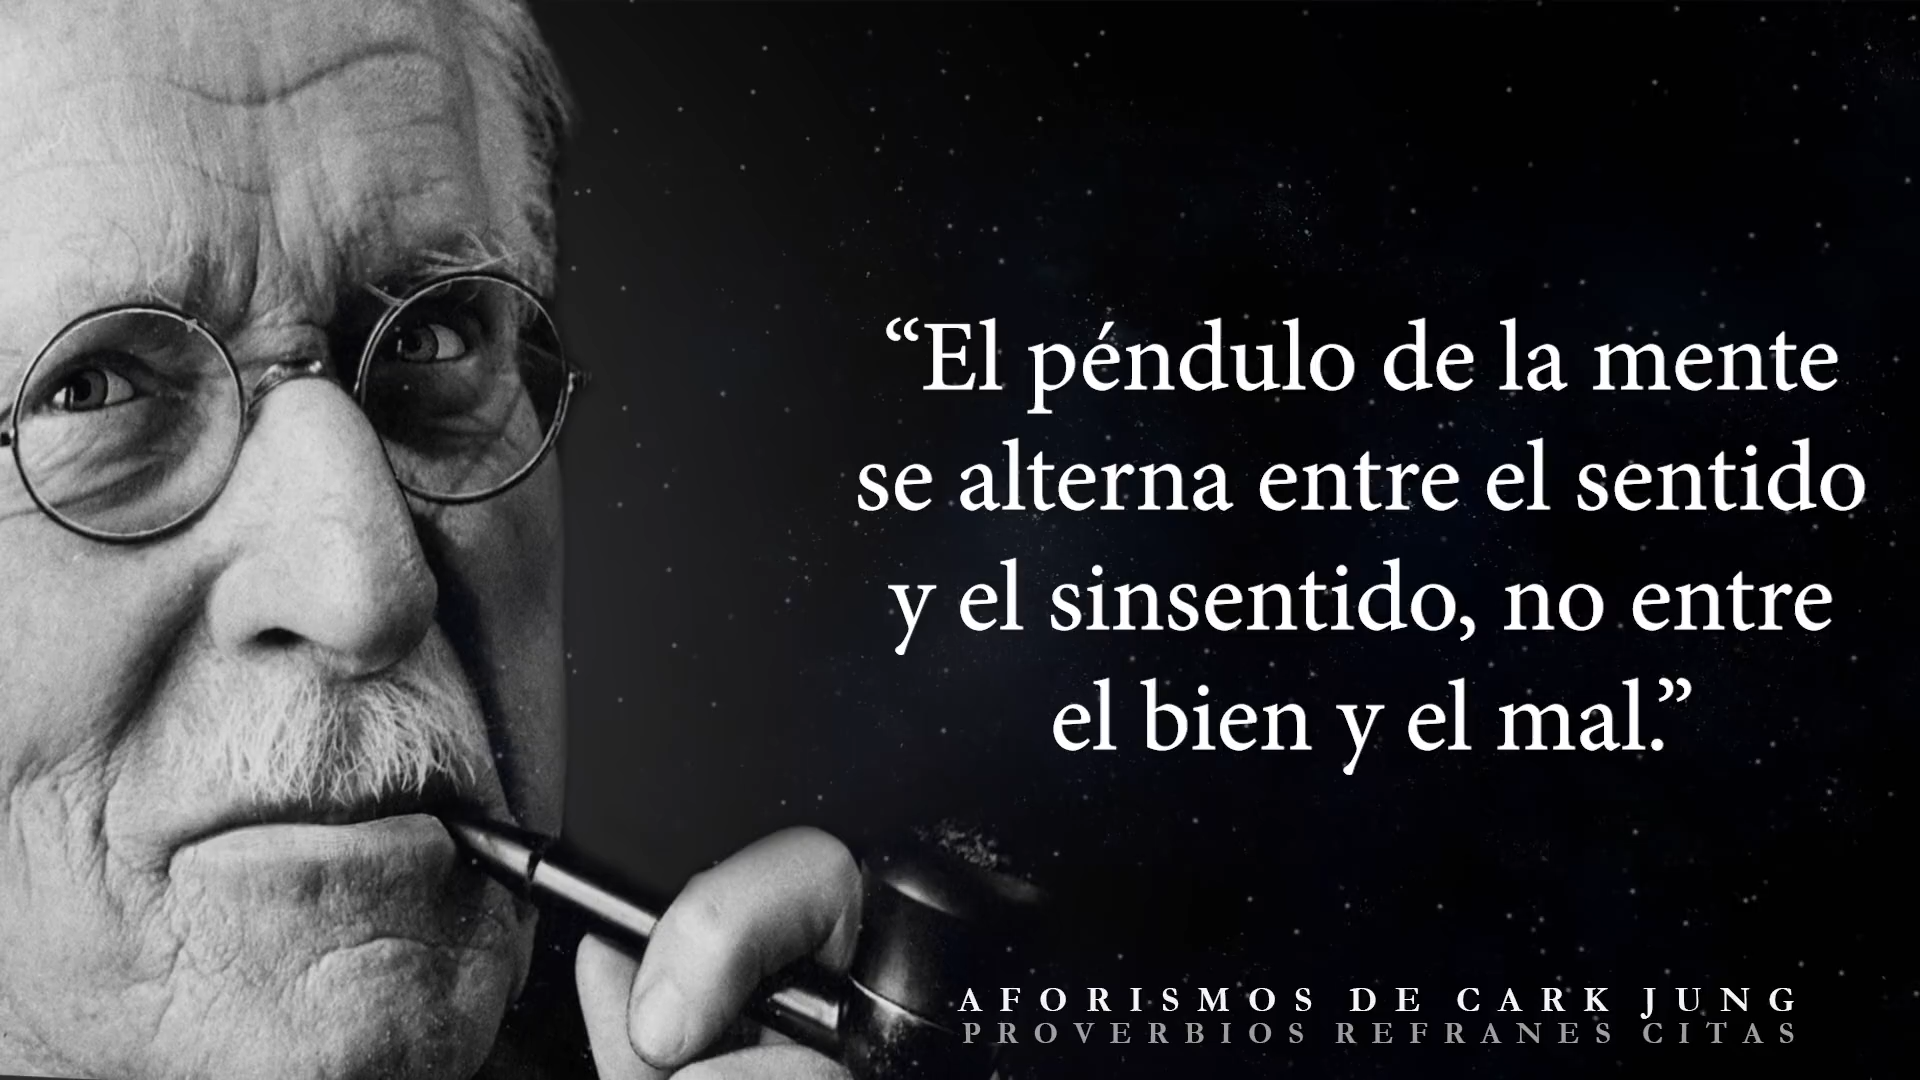 “El péndulo de la mente
se alterna entre el sentido
y el sinsentido, no entre
el bien y el mal.”
AFORISMOS DE CARK JUNG
PROVERBIOS REFRANES CITAS